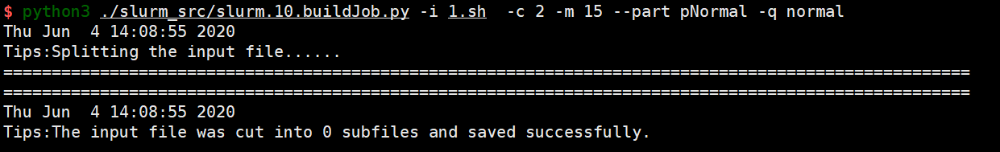 $ python3 ./slurm_src/slurm.10.buildJob.py -i 1.sh  -c 2 -m 15 --part pNormal -q normal
Thu Jun  4 14:08:55 2020
Tips:Splitting the input file......
====================================================================================================
====================================================================================================
Thu Jun  4 14:08:55 2020
Tips:The input file was cut into 0 subfiles and saved successfully.